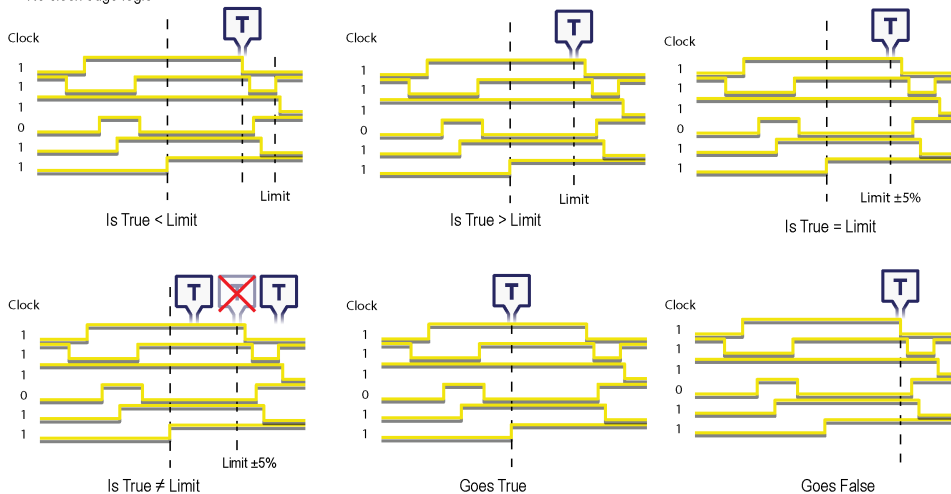 Clock
T
1
1
1
0
1
1
Limit
Is True < Limit
Clock
T
1
1
1
0
1
1
Limit
Is True > Limit
Clock
T
1
1
1
0
1
1
Limit ±5%
Is True = Limit
Clock
T T T
1
1
1
0
1
1
Limit ±5%
Is True ≠ Limit
Clock
T
1
1
1
0
1
1
Goes True
Clock
T
1
1
1
0
1
1
Goes False